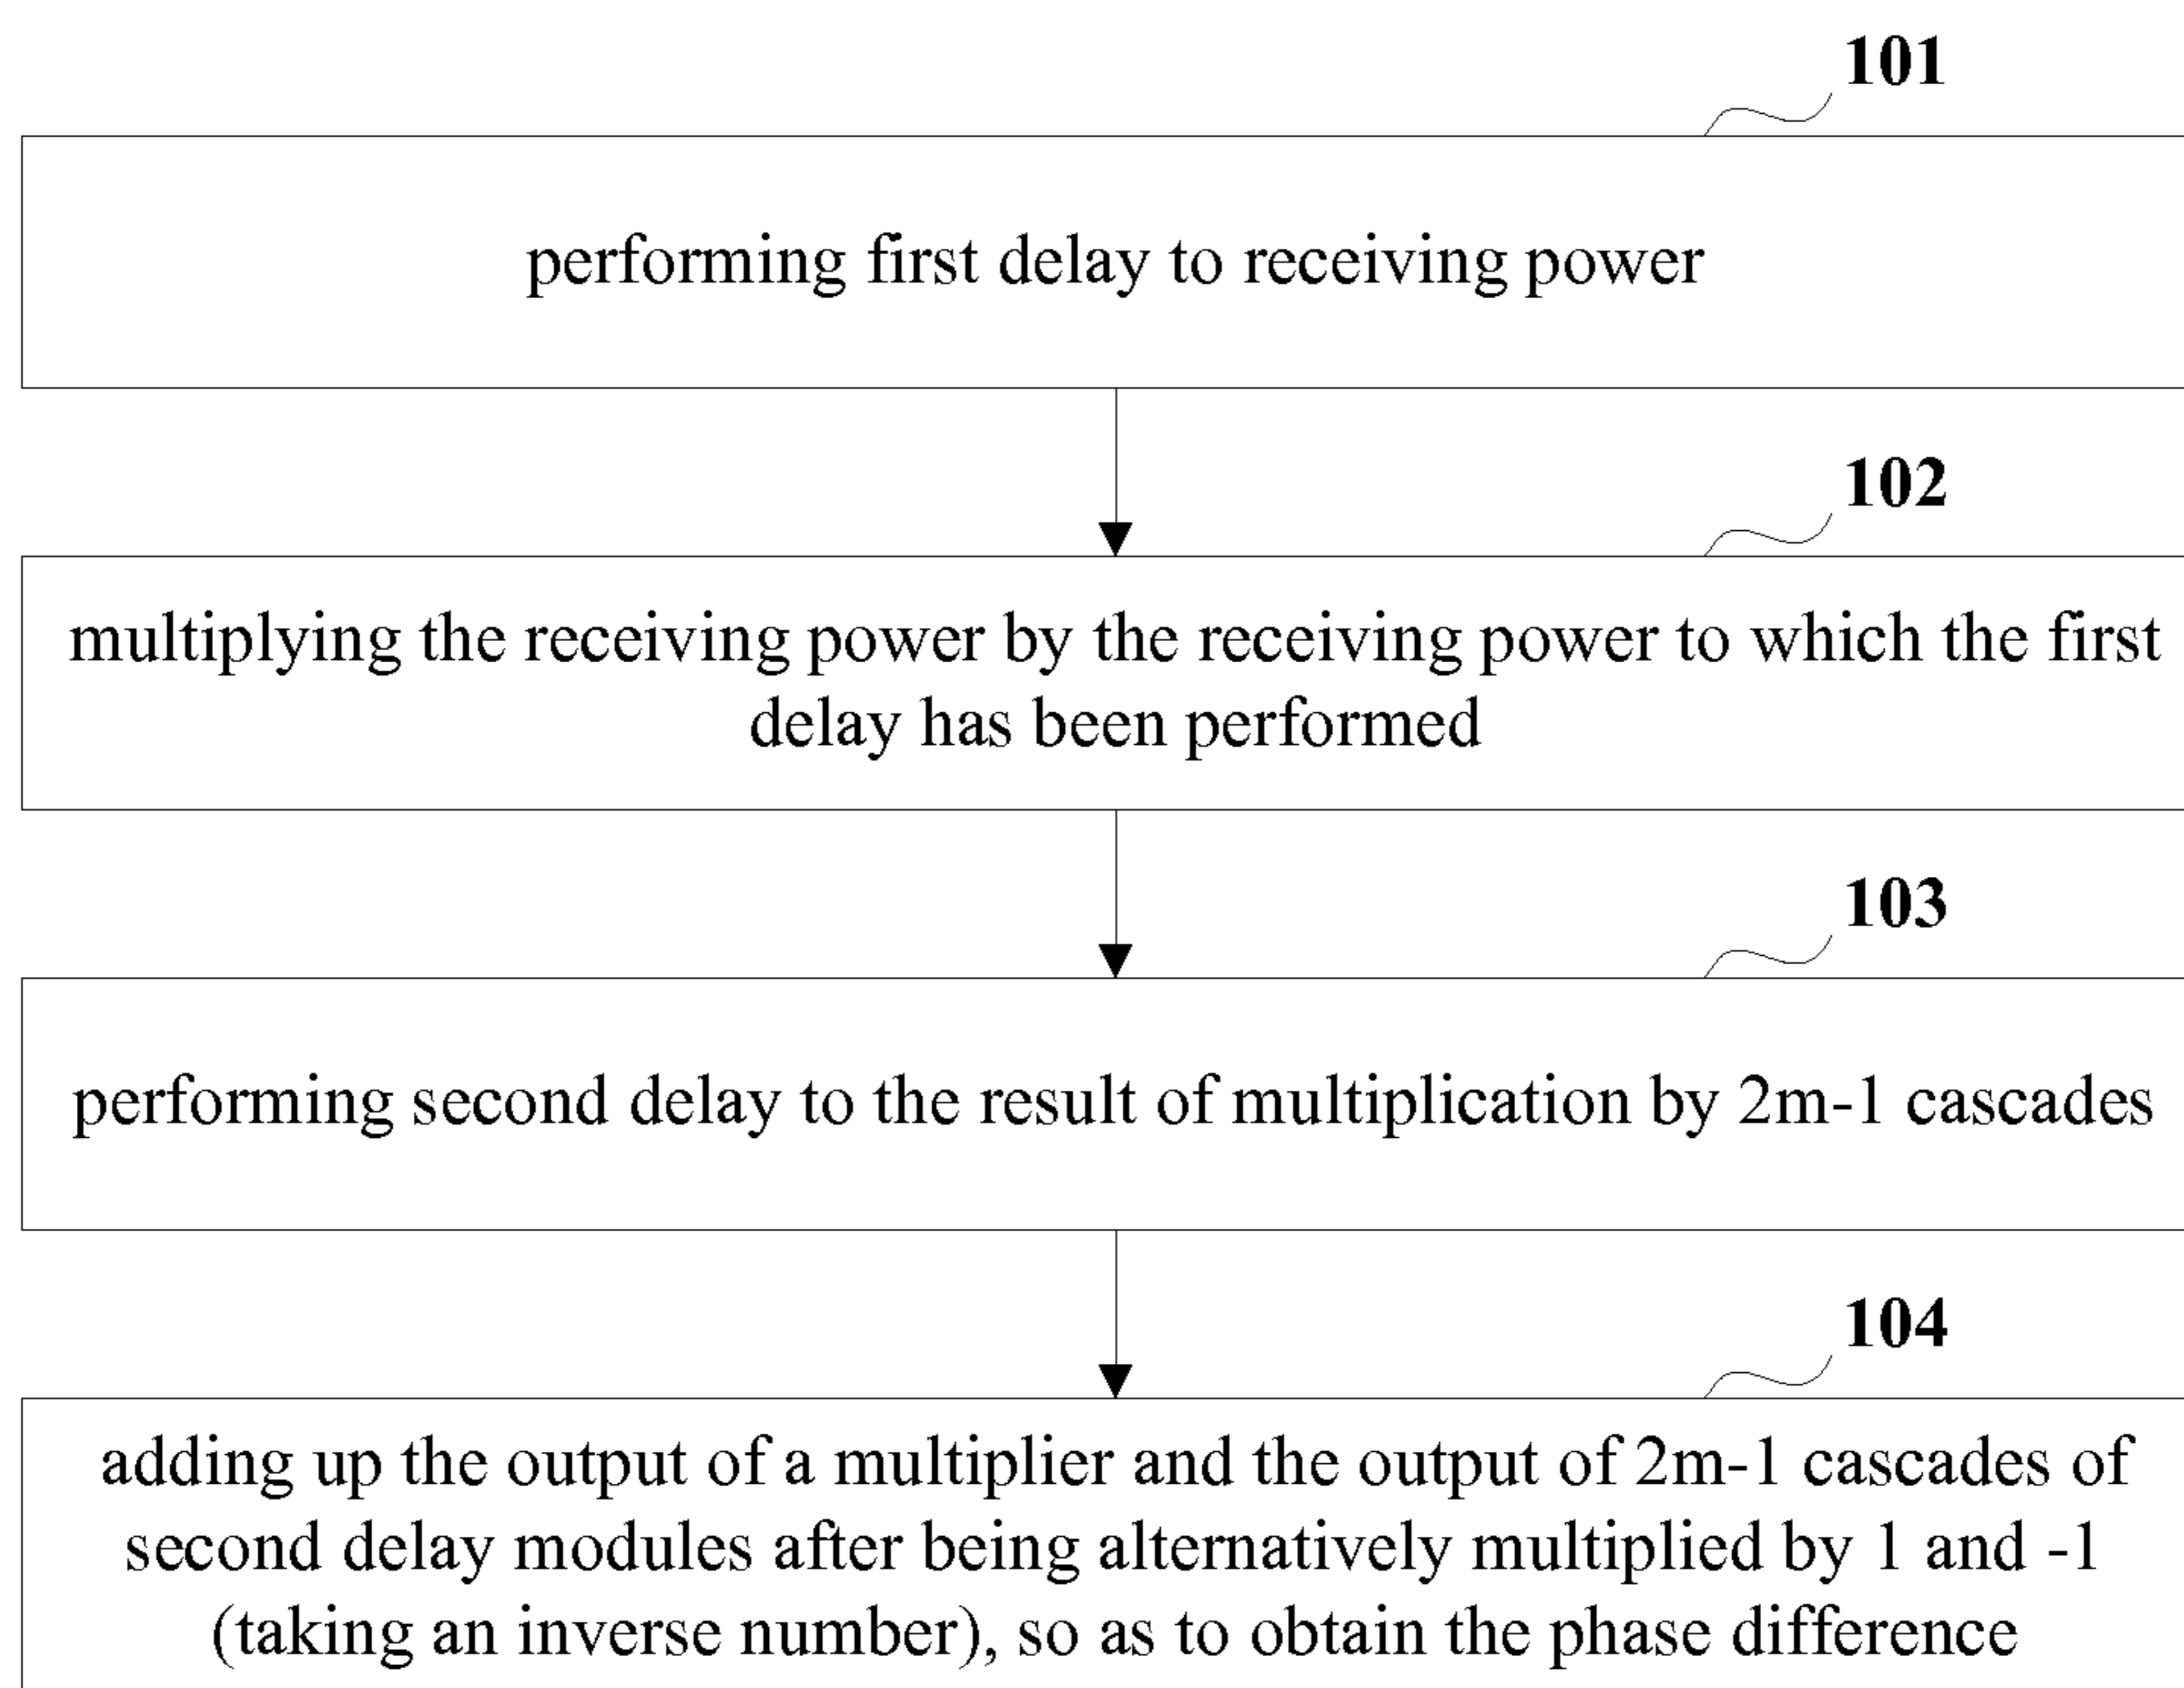 101
performing first delay to receiving power
102
multiplying the receiving power by the receiving power to which the first
delay has been performed
103
performing second delay to the result of multiplication by 2m-1 cascades
104
adding up the output of a multiplier and the output of 2m-1 cascades of
second delay modules after being alternatively multiplied by 1 and -1
(taking an inverse number), so as to obtain the phase difference